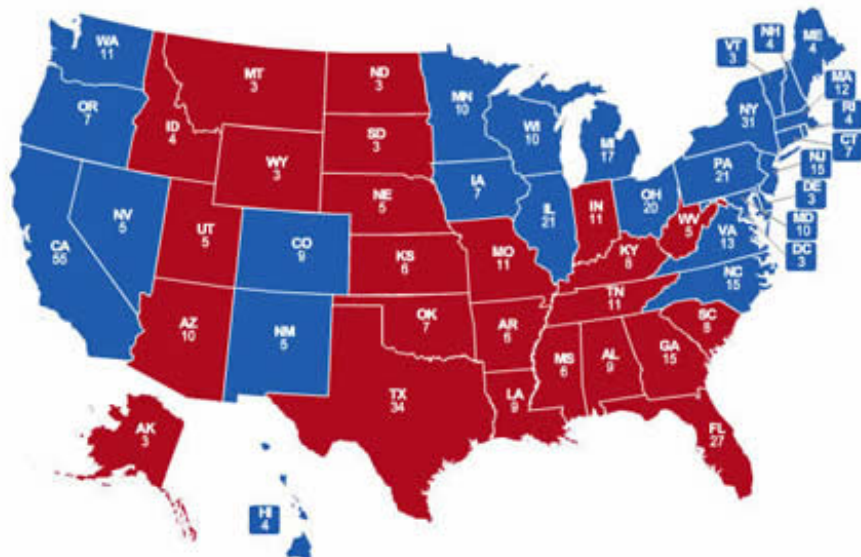 WA
11
OR
7
CA
55
NV
5
ID
4
MT
3
WY
3
UT
5
AZ
10
CO
9
NM
5
ND
3
SD
3
NE
5
KS
6
OK
7
TX
34
MN
10
IA
7
MO
11
AR
6
LA
9
WI
10
IL
21
MI
17
IN
11
OH
20
KY
8
TN
11
MS
6
AL
9
GA
15
FL
27
SC
8
NC
15
VA
13
WV
5
PA
21
NY
31
VT
3
NH
4
ME
4
MA
12
RI
4
CT
7
NJ
15
DE
3
MD
10
DC
3
AK
3
HI
4